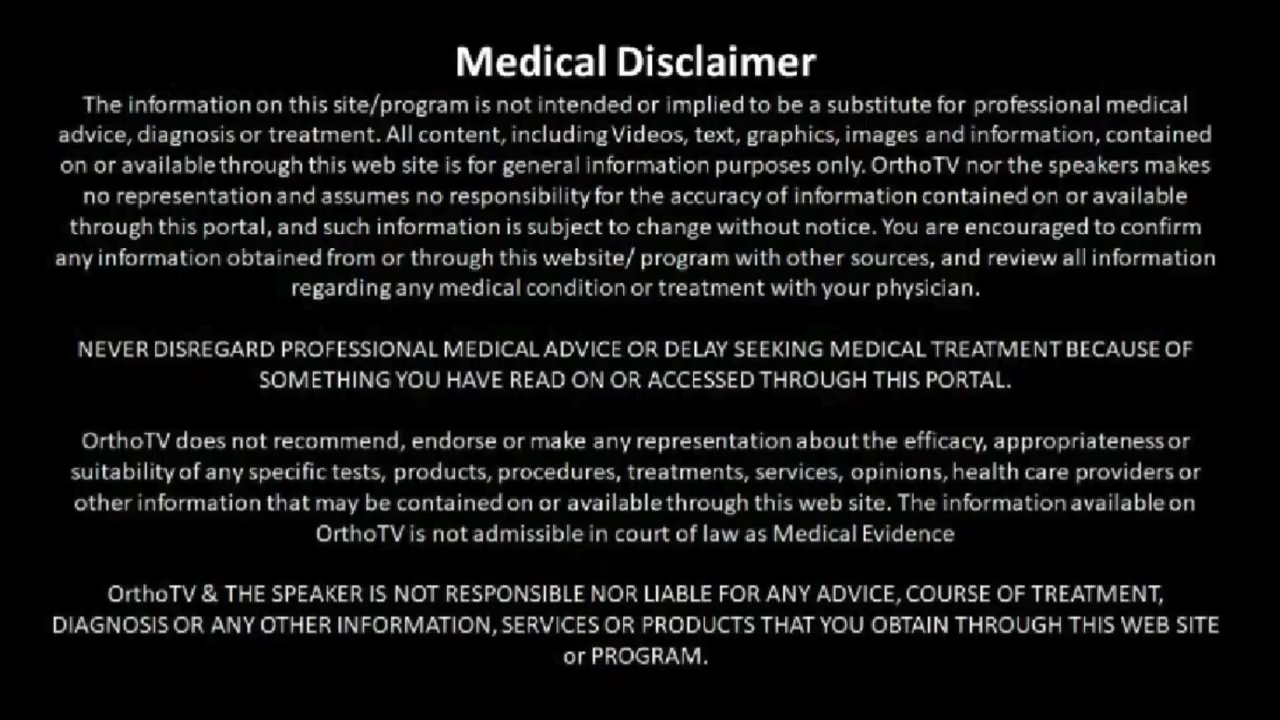 Medical Disclaimer
The information on this site/program is not intended or implied to be a substitute for professional medical
advice, diagnosis or treatment. All content, including Videos, text, graphics, images and information, contained
on or available through this web site is for general information purposes only. OrthoTV nor the speakers makes
no representation and assumes no responsibility for the accuracy of information contained on or available
through this portal, and such information is subject to change without notice. You are encouraged to confirm
any information obtained from or through this website/ program with other sources, and review all information
regarding any medical condition or treatment with your physician.
NEVER DISREGARD PROFESSIONAL MEDICAL ADVICE OR DELAY SEEKING MEDICAL TREATMENT BECAUSE OF
SOMETHING YOU HAVE READ ON OR ACCESSED THROUGH THIS PORTAL.
OrthoTV does not recommend, endorse or make any representation about the efficacy, appropriateness or
suitability of any specific tests, products, procedures, treatments, services, opinions, health care providers or
other information that may be contained on or available through this web site. The information available on
OrthoTV is not admissible in court of law as Medical Evidence
OrthoTV & THE SPEAKER IS NOT RESPONSIBLE NOR LIABLE FOR ANY ADVICE, COURSE OF TREATMENT,
DIAGNOSIS OR ANY OTHER INFORMATION, SERVICES OR PRODUCTS THAT YOU OBTAIN THROUGH THIS WEB SITE
or PROGRAM.